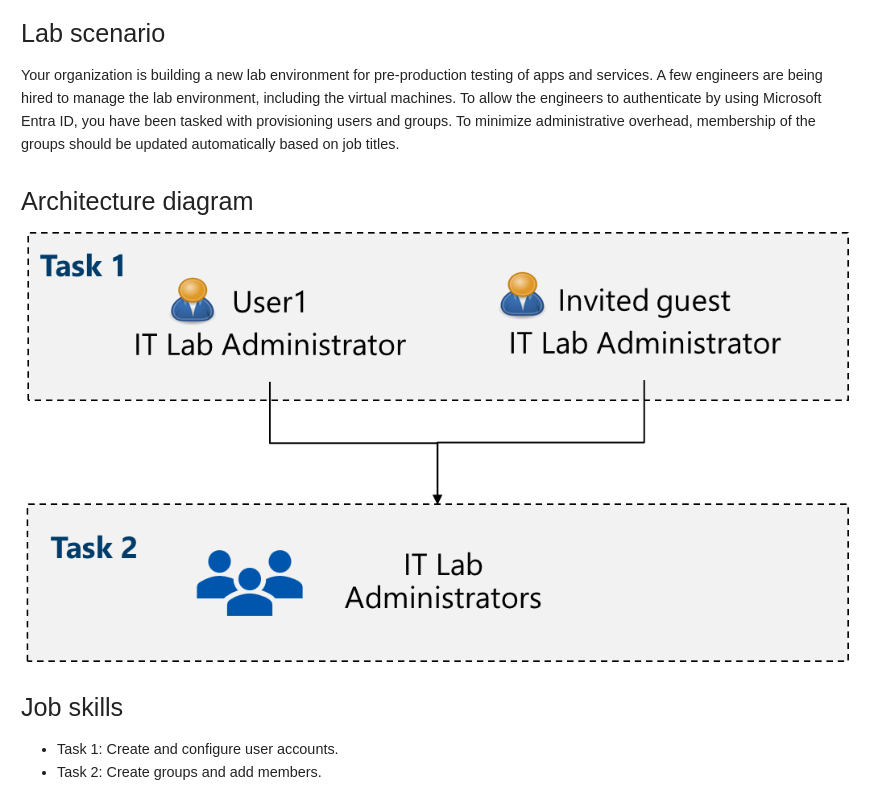 Lab scenario
Your organization is building a new lab environment for pre-production testing of apps and services. A few engineers are being
hired to manage the lab environment, including the virtual machines. To allow the engineers to authenticate by using Microsoft
Entra ID, you have been tasked with provisioning users and groups. To minimize administrative overhead, membership of the
groups should be updated automatically based on job titles.
Architecture diagram
Task 1
User1
IT Lab Administrator
Invited guest
IT Lab Administrator
Task 2
IT Lab
Administrators
Job skills
• Task 1: Create and configure user accounts.
• Task 2: Create groups and add members.